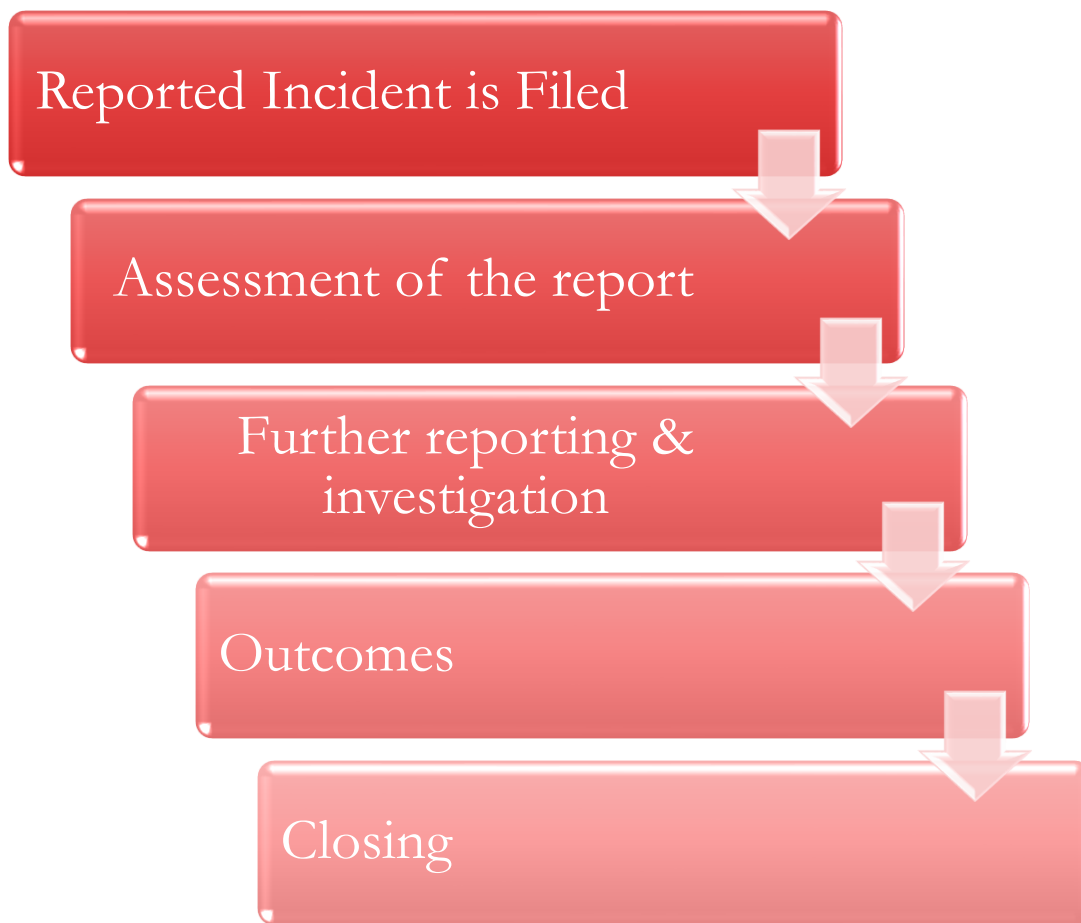 Reported Incident is Filed
Assessment of the report
Further reporting &
investigation
Outcomes
Closing